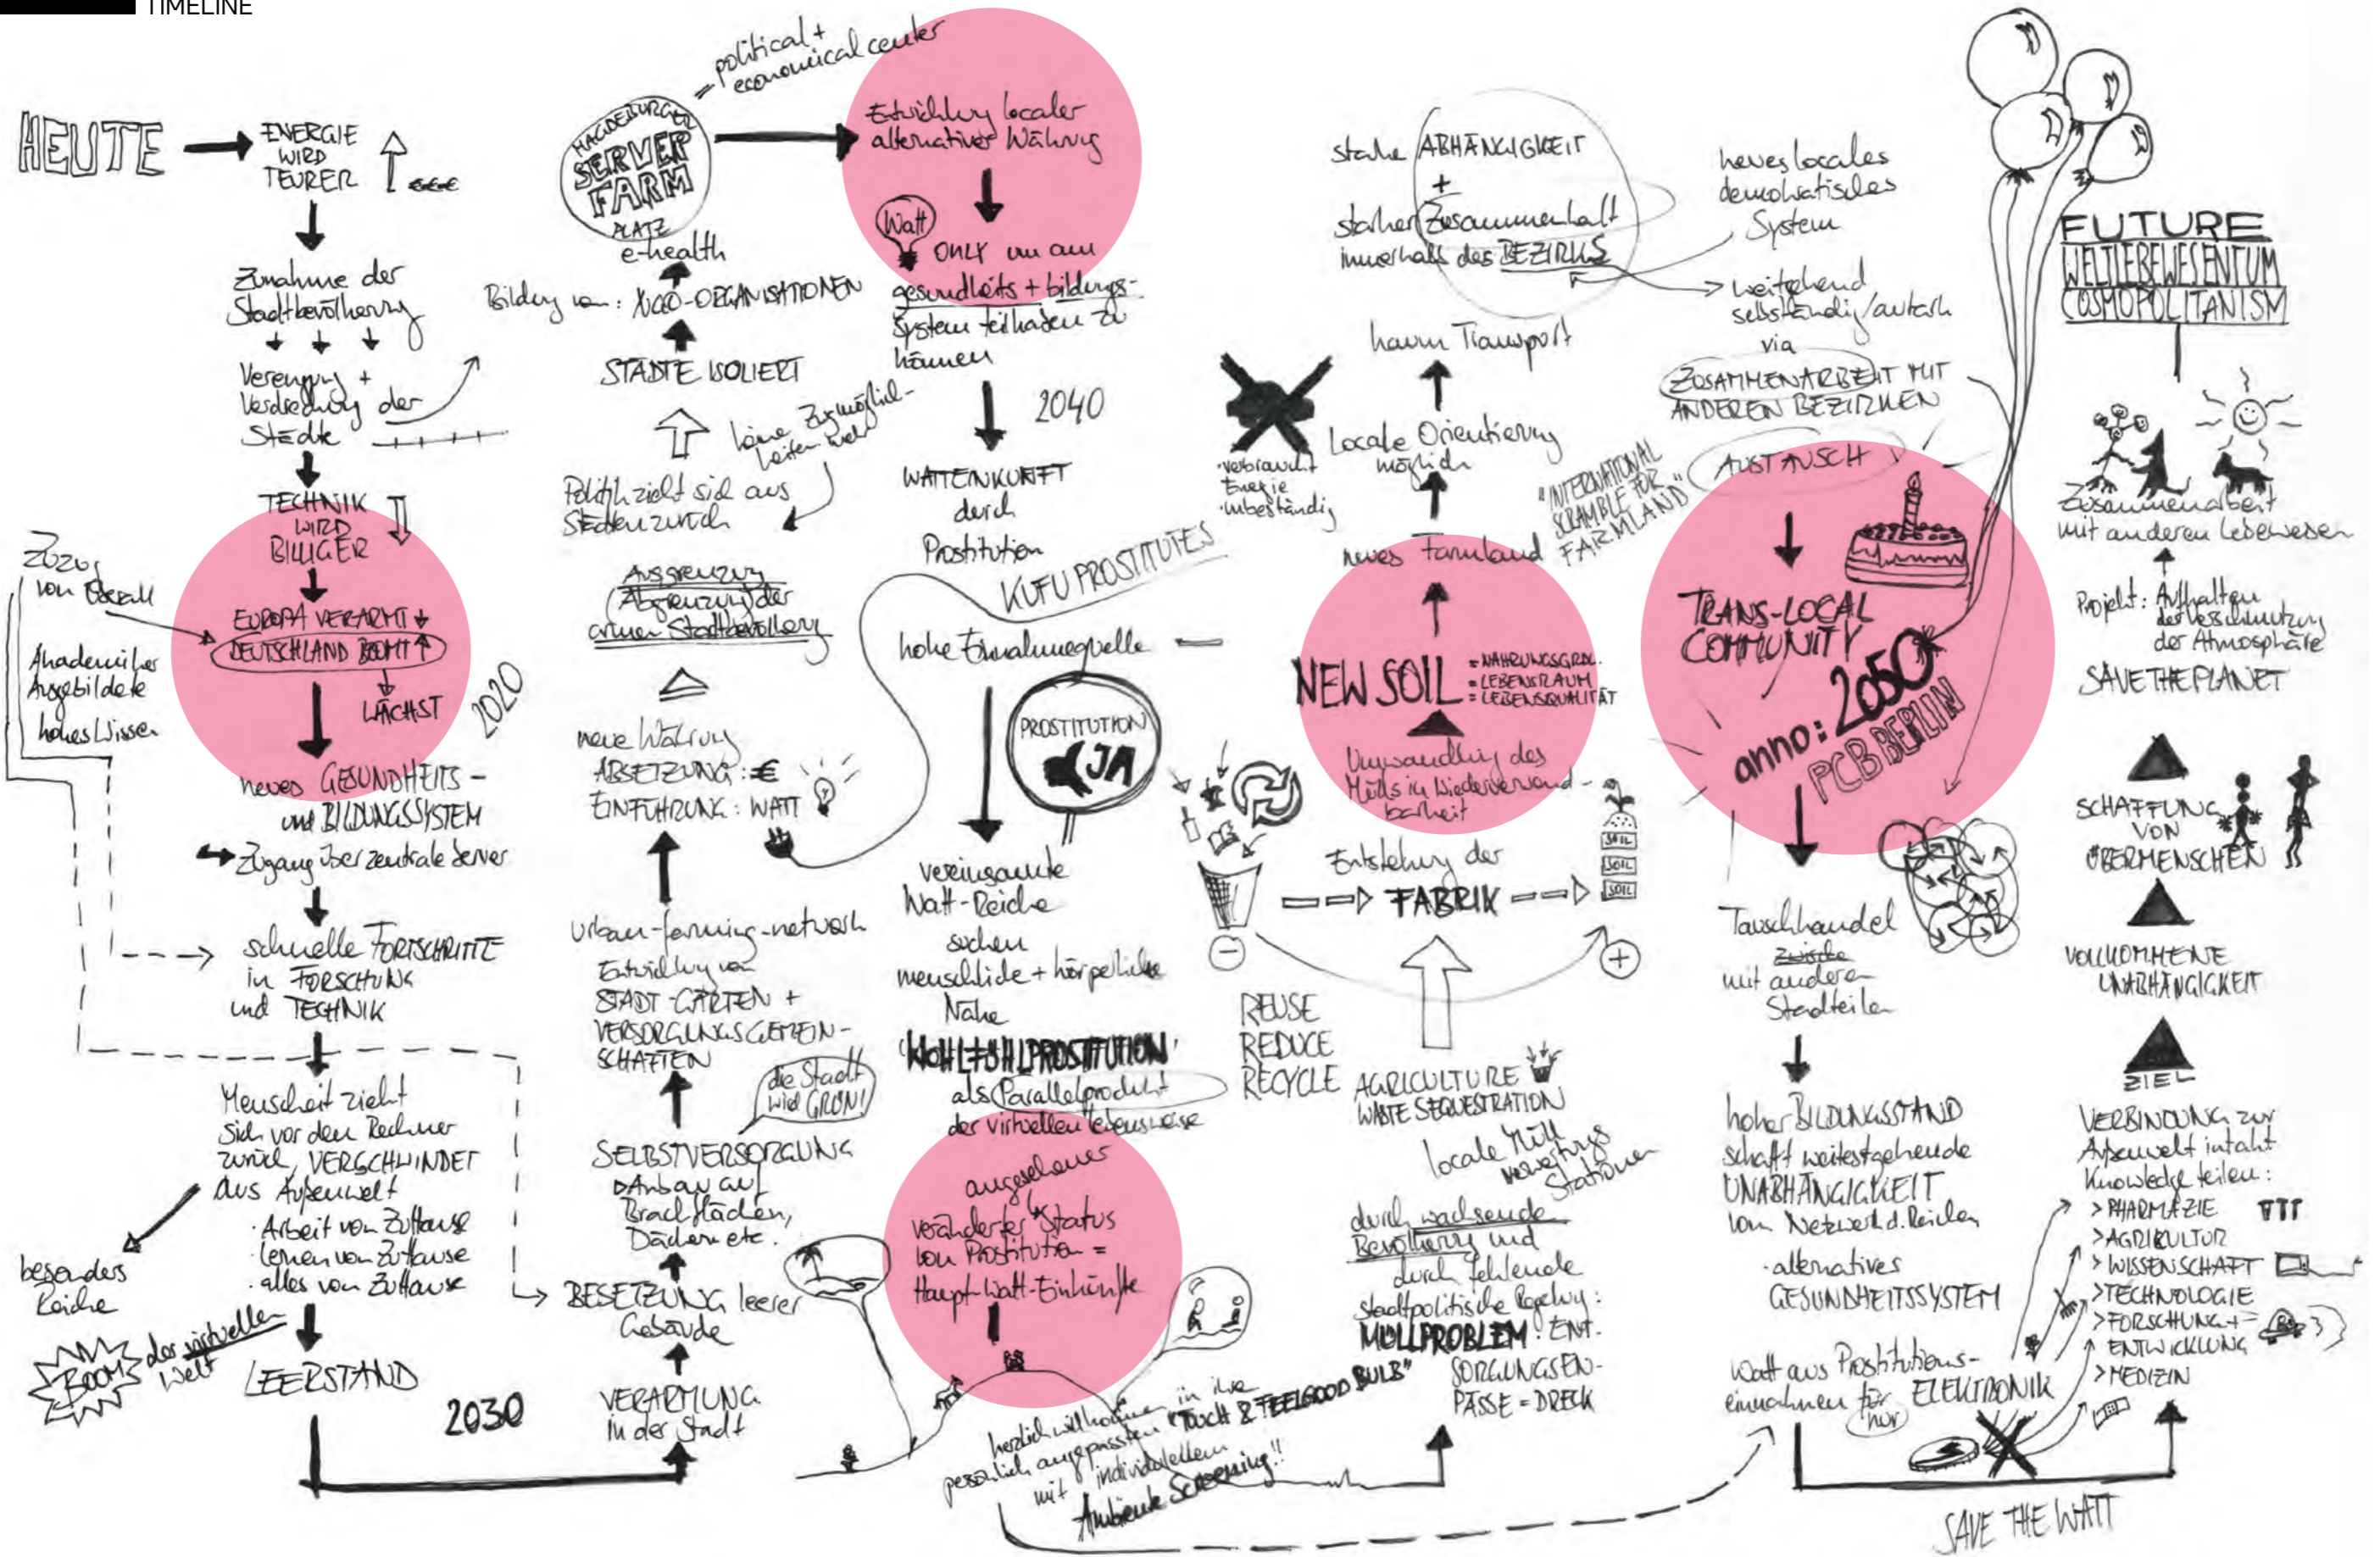 TIMELINE
HEUTE
ENERGIE
WIRD
TEURER
€€€
Zunahme der
Stadtbevölkerung
Verengung +
Verdreckung der
Städte
TECHNIK
WIRD
BILLIGER
Zuzug
von überall
EUROPA VERARMT
DEUTSCHLAND BOOMT
WÄCHST
Akademiker
Ausgebildete
hohes Wissen
2020
neues GESUNDHEITS-
und BILDUNGSSYSTEM
Zugang über zentrale Server
schnelle FORTSCHRITTE
in FORSCHUNG
und TECHNIK
Menscheit zieht
sich vor den Rechner
zurück, VERSCHWINDET
aus Außenwelt
· Arbeit von Zuhause
· lernen von Zuhause
· alles von Zuhause
besonders
Reiche
BOOM
der virtuellen
Welt
LEERSTAND
2030
VERARMUNG
in der Stadt
BESETZUNG leerer
Gebäude
SELBSTVERSORGUNG
Anbau auf
Brachflächen,
Dächern etc.
die Stadt
wird GRÜN!
urban-farming-network
Entwicklung von
STADT-GÄRTEN +
VERSORGUNGSGEMEIN-
SCHAFTEN
neue Währung
ABSETZUNG: €
EINFÜHRUNG: WATT
Ausgrenzung
Abgrenzung der
armen Stadtbevölkerg
Politik zieht sich aus
Städten zurück
keine Zugmöglich-
keiten mehr
STÄDTE ISOLIERT
Bildung von: NGO-ORGANISATIONEN
e-health
MAGDEBURGER
SERVER
FARM
PLATZ
= political +
economical center
Entwicklung localer
alternativer Währung
Watt
ONLY um am
gesundheits + bildungs-
system teilhaben zu
können
2040
WATTENKUNFT
durch
Prostitution
KUFU PROSTITUTES
hohe Einnahmequelle
PROSTITUTION
JA
vereinsamte
Watt-Reiche
suchen
menschliche + körperliche
Nähe
'WOHLFÜHLPROSTITUTION'
als Parallelprodukt
der virtuellen Lebensweise
angesehener
veränderter Status
von Prostitution =
Haupt-Watt-Einkünfte
herzlich willkommen in ihre
persönlich angepassten "TOUCH & FEELGOOD BULB"
mit individuellem
Ambiente Screening!!
durch wachsende
Bevölkerung und
durch fehlende
stadtpolitische Regelung:
MÜLLPROBLEM: ENT-
SORGUNGSEN-
PÄSSE = DRECK
AGRICULTURE
WASTE SEQUESTRATION
locale Müll
verwertungs
Stationen
REUSE
REDUCE
RECYCLE
Entstehung der
FABRIK
SOIL
SOIL
SOIL
Umwandlung des
Mülls in Wiederverwend-
barkeit
NEW SOIL
= NAHRUNGSGRDL.
= LEBENSRAUM
= LEBENSQUALITÄT
neues farmland
"INTERNATIONAL
SCRAMBLE FOR
FARMLAND"
Locale Orientierung
möglich
· verbraucht
Energie
· unbeständig
kaum Transport
starke ABHÄNGIGKEIT
+
starker Zusammenhalt
innerhalb des BEZIRKS
neues locales
demokratisches
System
weitgehend
selbständig/autark
via
ZUSAMMENARBEIT MIT
ANDEREN BEZIRKEN
AUSTAUSCH
TRANS-LOCAL
COMMUNITY
anno: 2050
PCB BERLIN
Tauschhandel
mit anderen
Stadteilen
hoher BILDUNGSSTAND
schafft weitestgehende
UNABHÄNGIGKEIT
vom Netzwerk d. Reichen
· alternatives
GESUNDHEITSSYSTEM
Watt aus Prostitutions-
einnahmen für ELEKTRONIK
nur
SAVE THE WATT
VERBINDUNG zur
Außenwelt intakt
Knowledge teilen:
> PHARMAZIE
> AGRIKULTUR
> WISSENSCHAFT
> TECHNOLOGIE
> FORSCHUNG +
ENTWICKLUNG
> MEDIZIN
ZIEL
VOLLKOMMENE
UNABHÄNGIGKEIT
SCHAFFUNG
VON
ÜBERMENSCHEN
SAVE THE PLANET
Projekt: Aufhalten
der Verschmutzung
der Atmosphäre
Zusammenarbeit
mit anderen Lebewesen
FUTURE
WELTLEBEWESENTUM
COSMOPOLITANISM